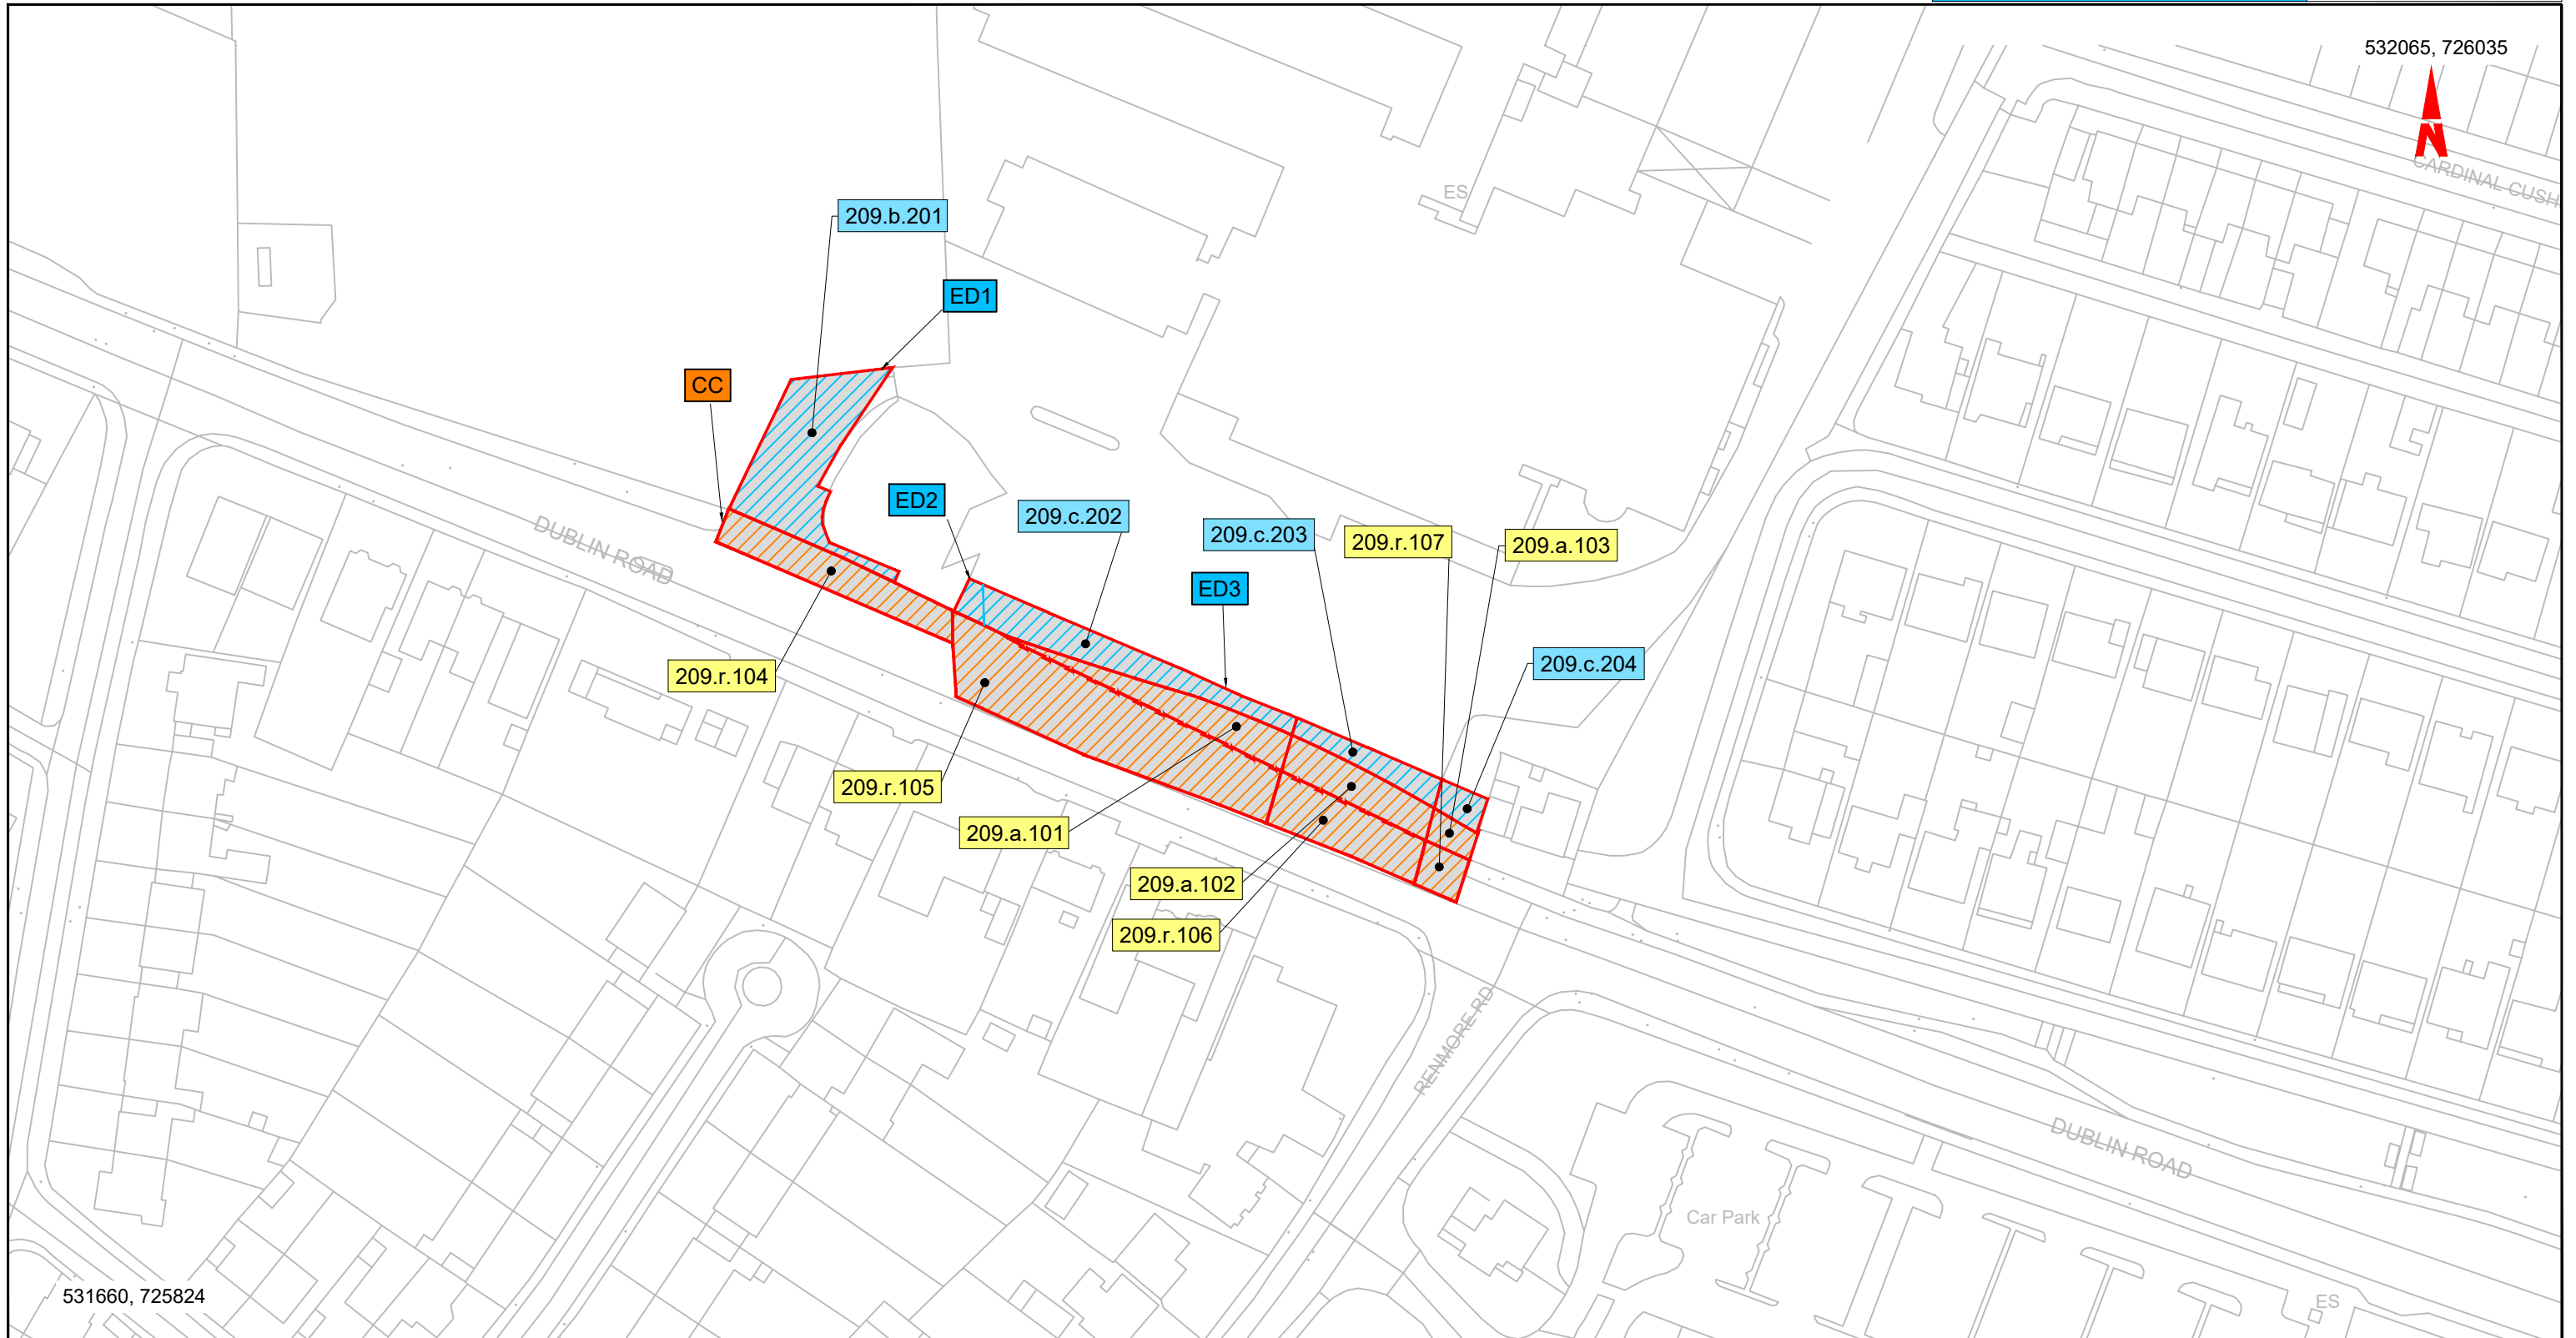 532065, 726035
N
CARDINAL CUSH
ES
209.b.201
ED1
CC
ED2
209.c.202
209.c.203
209.r.107
209.a.103
DUBLIN ROAD
ED3
209.c.204
209.r.104
209.r.105
209.a.101
209.a.102
209.r.106
RENMORE RD
DUBLIN ROAD
Car Park
531660, 725824
ES